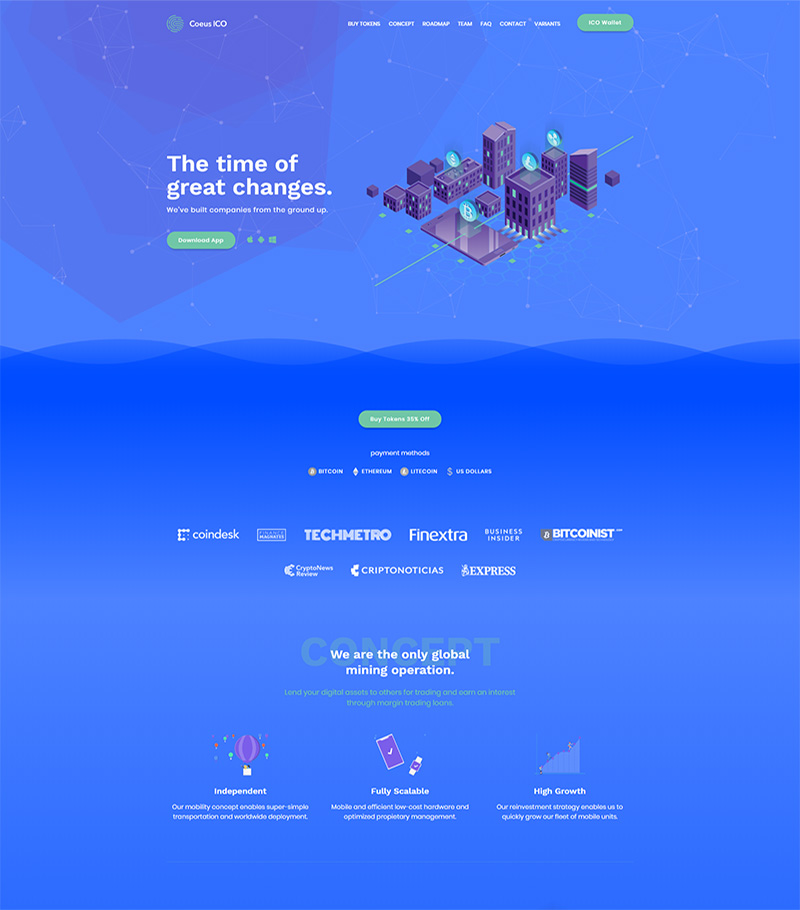 Coeus ICO
BUY TOKENS CONCEPT ROADMAP TEAM FAQ CONTACT VARIANTS
ICO Wallet
The time of
great changes.
We've built companies from the ground up.
Download App
Buy Tokens 35% Off
payment methods
BITCOIN ETHEREUM LITECOIN US DOLLARS
coindesk FINANCE MAGNATES TECHMETRO Finextra BUSINESS INSIDER BITCOINIST
CryptoNews Review CRIPTONOTICIAS EXPRESS
CONCEPT
We are the only global
mining operation.
Lend your digital assets to others for trading and earn an interest
through margin trading loans.
Independent
Our mobility concept enables super-simple
transportation and worldwide deployment.
Fully Scalable
Mobile and efficient low-cost hardware and
optimized propietary management.
High Growth
Our reinvestment strategy enables us to
quickly grow our fleet of mobile units.